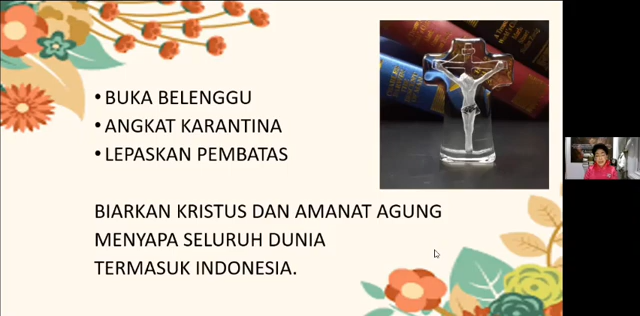 • BUKA BELENGGU
• ANGKAT KARANTINA
• LEPASKAN PEMBATAS
BIARKAN KRISTUS DAN AMANAT AGUNG
MENYAPA SELURUH DUNIA
TERMASUK INDONESIA.